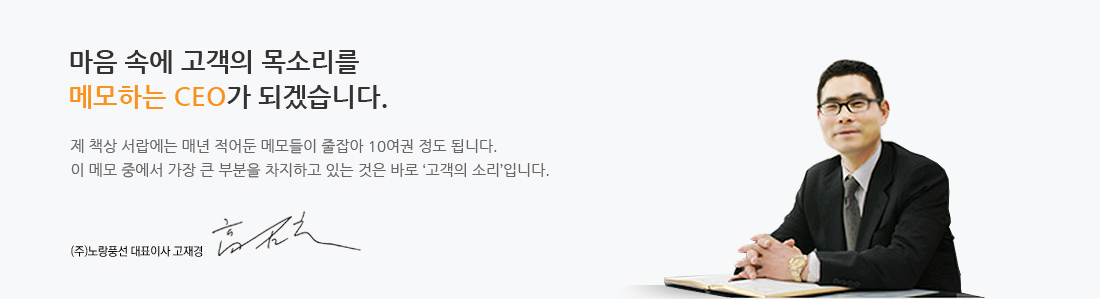 마음 속에 고객의 목소리를
메모하는 CEO가 되겠습니다.
제 책상 서랍에는 매년 적어둔 메모들이 줄잡아 10여권 정도 됩니다.
이 메모 중에서 가장 큰 부분을 차지하고 있는 것은 바로 ‘고객의 소리’입니다.
(주)노랑풍선 대표이사 고재경